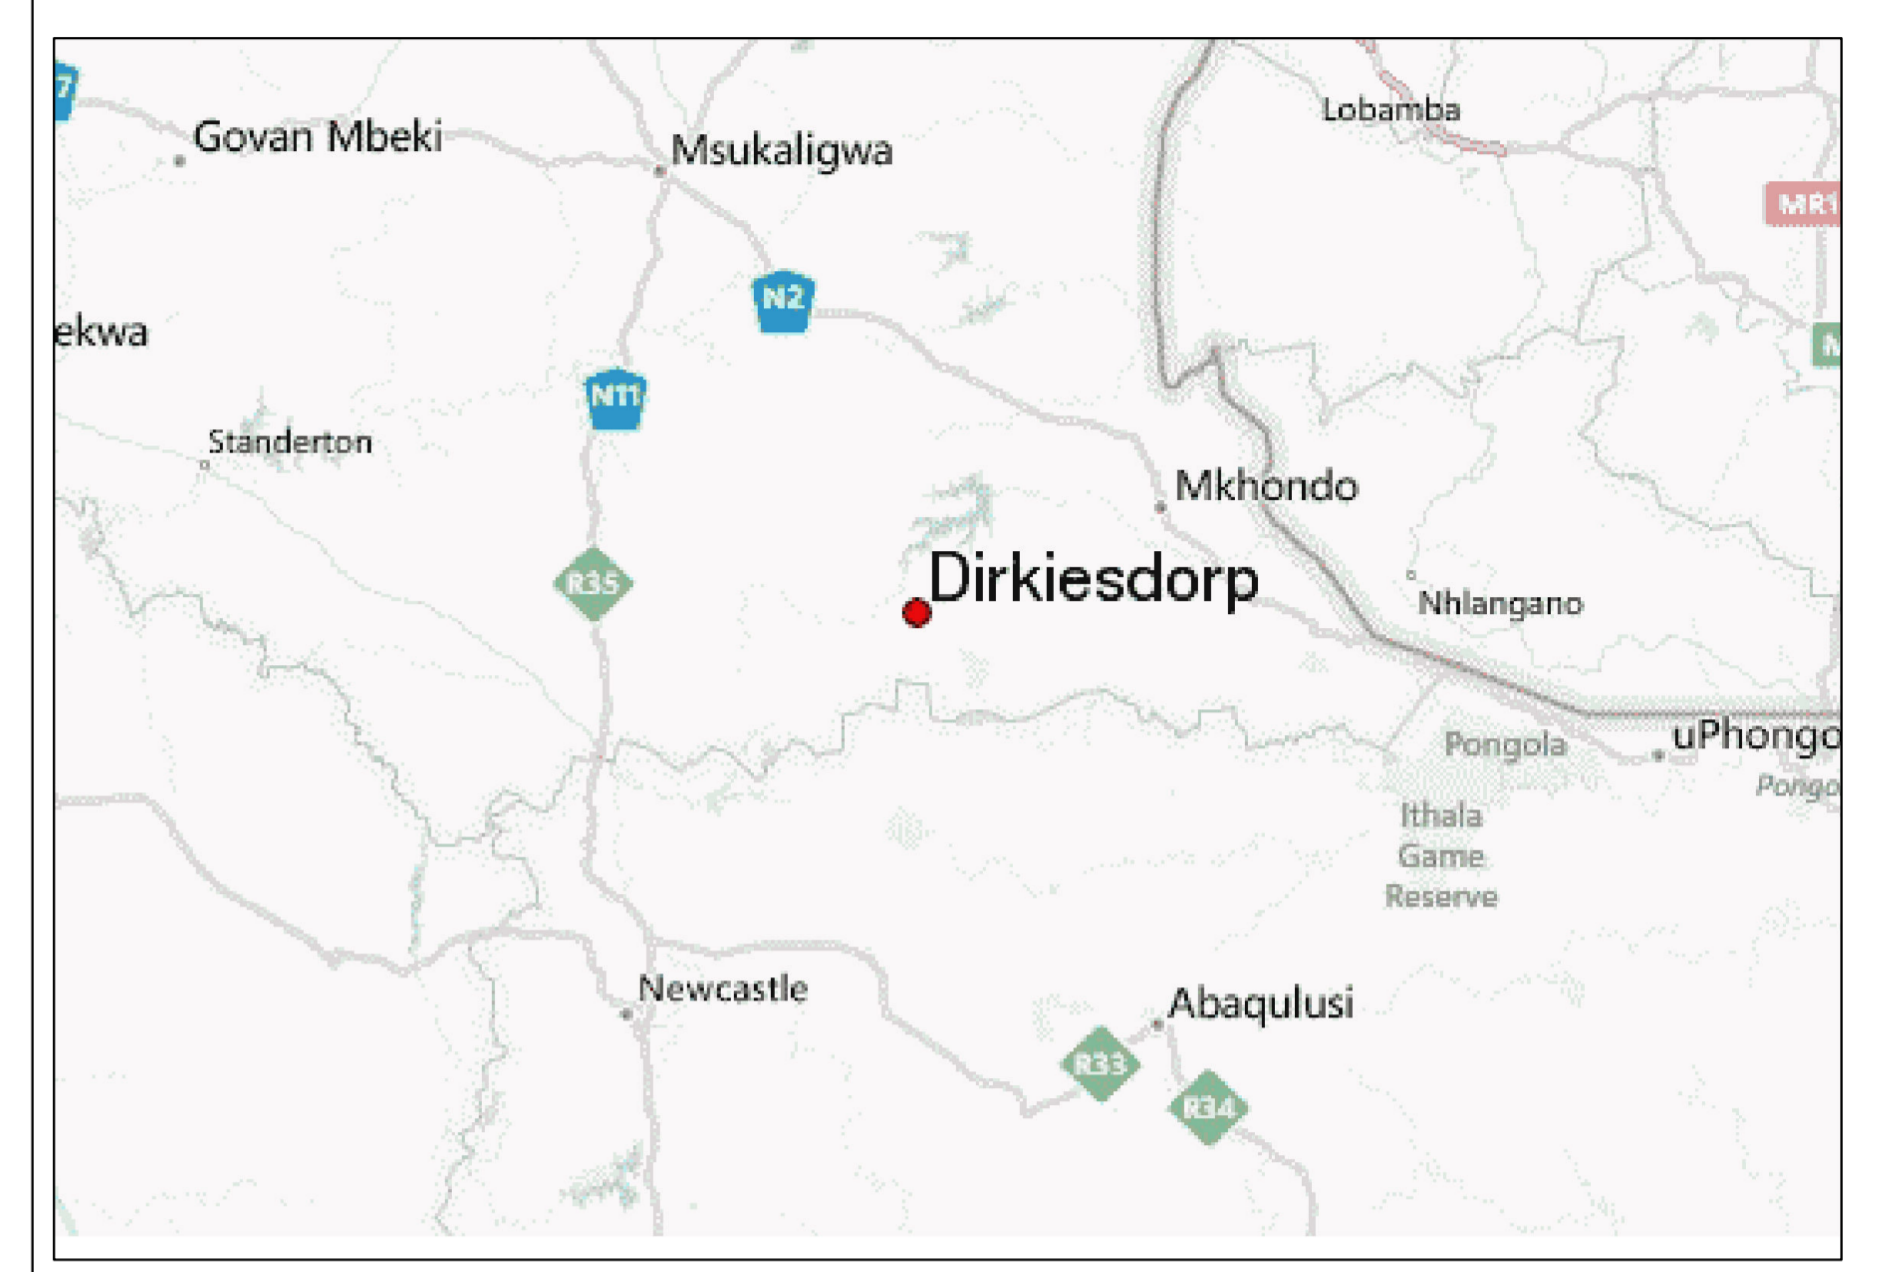 7
Govan Mbeki
Msukaligwa
Lobamba
MR1
N2
ekwa
N11
Standerton
Mkhondo
Dirkiesdorp
R35
Nhlangano
uPhongo
Pongola
Pongo
Ithala
Game
Reserve
Newcastle
Abaqulusi
R33
R34